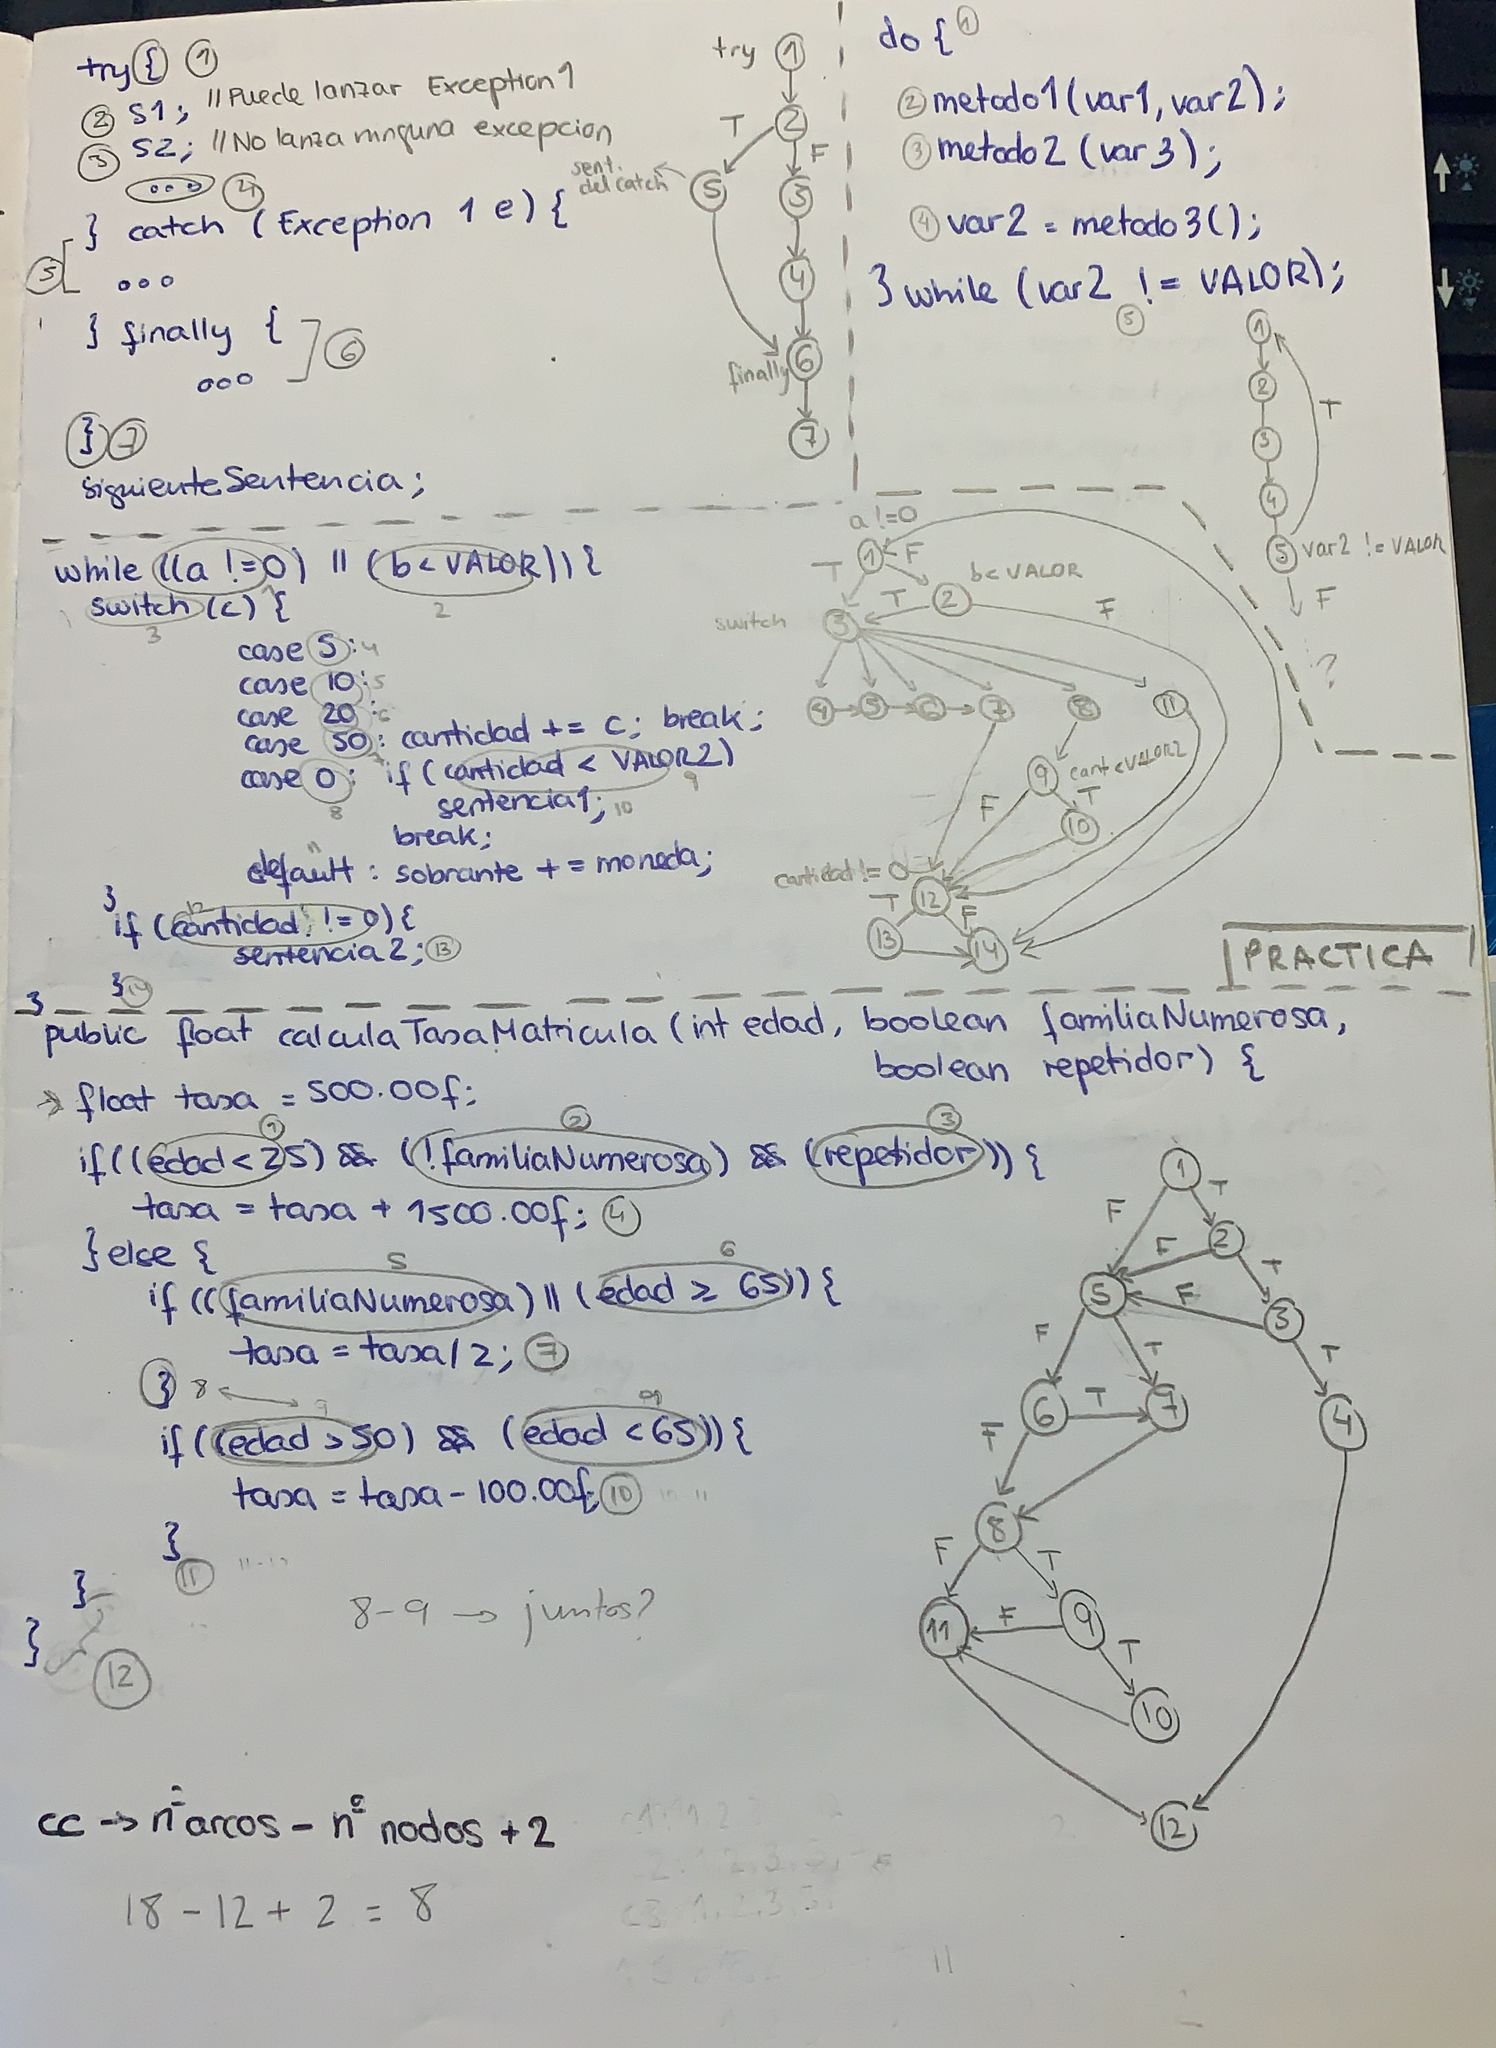 try { 1
2 S1; // Puede lanzar Exception1
3 S2; // No lanza ninguna excepcion
... 4
} catch (Exception 1 e) {
5 ...
} finally {
... 6
} 7
siguienteSentencia;
try 1
T 2 F
sent. del catch 5 3
4
finally 6
7
do { 1
2 metodo1(var1, var2);
3 metodo2 (var3);
4 var2 = metodo3();
} while (var2 != VALOR);
5
1
2
3
4
5 var2 != VALOR
T
F
?
while ((a != 0) || (b < VALOR)) {
1 2
switch (c) {
3
case 5: 4
case 10: 5
case 20: 6
case 50: cantidad += c; break;
7
case 0: if (cantidad < VALOR2)
8 9
sentencia1; 10
break;
11
default: sobrante += moneda;
}
12
if (cantidad != 0) {
sentencia2; 13
} 14
}
a != 0
1 F
T b < VALOR
T 2 F
switch 3
4 5 6 7 8 11
9 cant < VALOR2
F T
10
cantidad != 0
T 12 F
13 14
PRACTICA
public float calculaTasaMatricula (int edad, boolean familiaNumerosa,
boolean repetidor) {
→ float tasa = 500.00f;
1 2 3
if ((edad < 25) && (!familiaNumerosa) && (repetidor)) {
tasa = tasa + 1500.00f; 4
} else {
5 6
if ((familiaNumerosa) || (edad ≥ 65)) {
tasa = tasa / 2; 7
} 8
9
if ((edad > 50) && (edad < 65)) {
tasa = tasa - 100.00f; 10
}
11
}
}
12
8-9 → juntos?
1
F T
F 2 T
5 F 3
F T T
6 T 7 4
F
8
F T
11 F 9
T
10
12
cc → nº arcos - nº nodos + 2
18 - 12 + 2 = 8